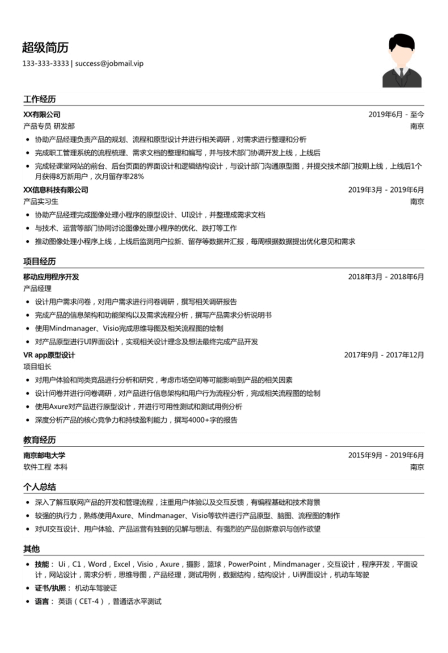 超级简历
133-333-3333 | success@jobmail.vip
工作经历
XX有限公司 2019年6月 - 至今
产品专员 研发部 南京
• 协助产品经理负责产品的规划、流程和原型设计并进行相关调研，对需求进行整理和分析
• 完成职工管理系统的流程梳理、需求文档的整理和编写，并与技术部门协调开发上线，上线后
• 完成轻课堂网站的前台、后台页面的界面设计和逻辑结构设计，与设计部门沟通原型图，并提交技术部门按期上线，上线后1个
月获得8万新用户，次月留存率28%
XX信息科技有限公司 2019年3月 - 2019年6月
产品实习生 南京
• 协助产品经理完成图像处理小程序的原型设计、UI设计，并整理成需求文档
• 与技术、运营等部门协同讨论图像处理小程序的优化、跌打等工作
• 推动图像处理小程序上线，上线后监测用户拉新、留存等数据并汇报，每周根据数据提出优化意见和需求
项目经历
移动应用程序开发 2018年3月 - 2018年6月
产品经理
• 设计用户需求问卷，对用户需求进行问卷调研，撰写相关调研报告
• 完成产品的信息架构和功能架构以及需求流程分析，撰写产品需求分析说明书
• 使用Mindmanager、Visio完成思维导图及相关流程图的绘制
• 对产品原型进行UI界面设计，实现相关设计理念及想法最终完成产品开发
VR app原型设计 2017年9月 - 2017年12月
项目组长
• 对用户体验和同类竞品进行分析和研究，考虑市场空间等可能影响到产品的相关因素
• 设计问卷并进行问卷调研，对产品进行信息架构和用户行为流程分析，完成相关流程图的绘制
• 使用Axure对产品进行原型设计，并进行可用性测试和测试用例分析
• 深度分析产品的核心竞争力和持续盈利能力，撰写4000+字的报告
教育经历
南京邮电大学 2015年9月 - 2019年6月
软件工程 本科 南京
个人总结
• 深入了解互联网产品的开发和管理流程，注重用户体验以及交互反馈，有编程基础和技术背景
• 较强的执行力，熟练使用Axure、Mindmanager、Visio等软件进行产品原型、脑图、流程图的制作
• 对UI交互设计、用户体验、产品运营有独到的见解与想法、有强烈的产品创新意识与创作欲望
其他
• 技能： Ui，C1，Word，Excel，Visio，Axure，摄影，篮球，PowerPoint，Mindmanager，交互设计，程序开发，平面设
计，网站设计，需求分析，思维导图，产品经理，测试用例，数据结构，结构设计，Ui界面设计，机动车驾驶
• 证书/执照： 机动车驾驶证
• 语言： 英语（CET-4），普通话水平测试